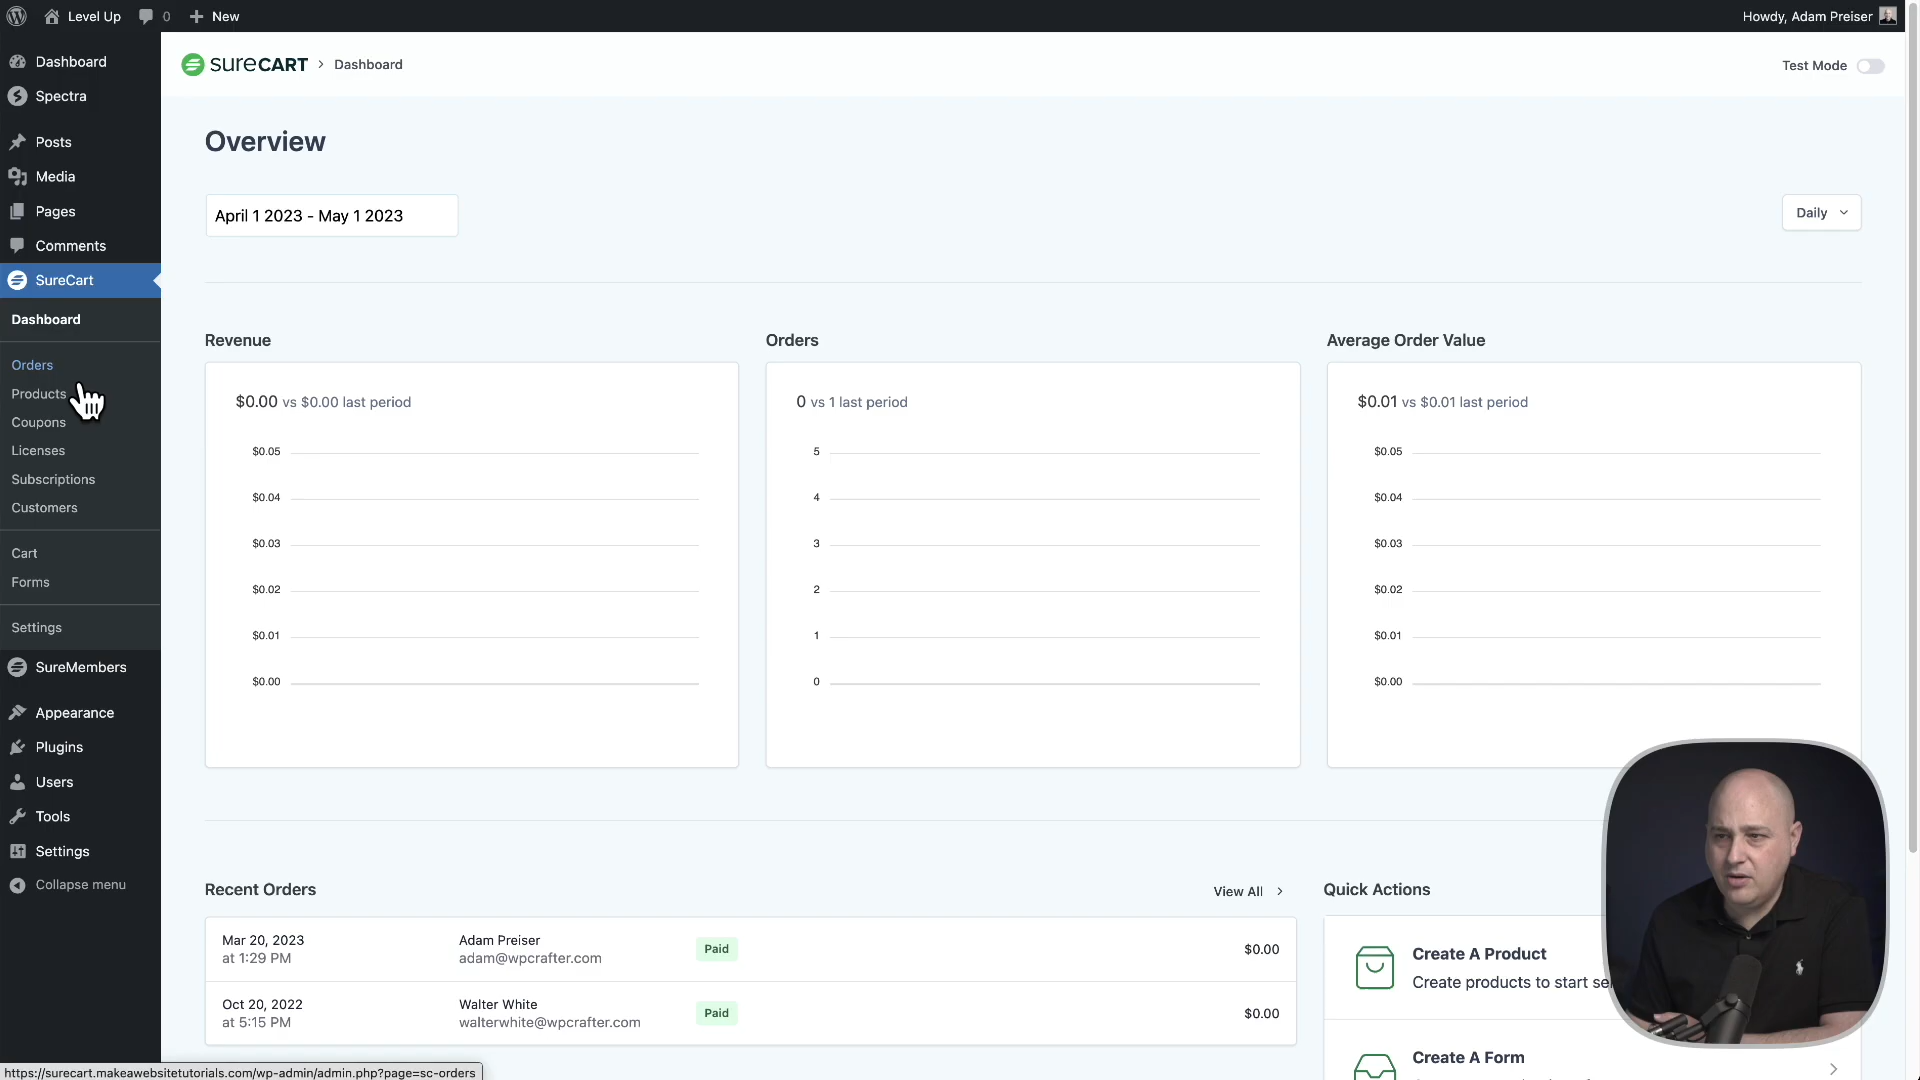 Level Up
0
New
Howdy, Adam Preiser
Dashboard
Spectra
Posts
Media
Pages
Comments
SureCart
Dashboard
Orders
Products
Coupons
Licenses
Subscriptions
Customers
Cart
Forms
Settings
SureMembers
Appearance
Plugins
Users
Tools
Settings
Collapse menu
SURECART > Dashboard
Test Mode
Overview
April 1 2023 - May 1 2023
Daily
Revenue
$0.00 vs $0.00 last period
$0.05
$0.04
$0.03
$0.02
$0.01
$0.00
Orders
0 vs 1 last period
5
4
3
2
1
0
Average Order Value
$0.01 vs $0.01 last period
$0.05
$0.04
$0.03
$0.02
$0.01
$0.00
Recent Orders
View All
Mar 20, 2023
at 1:29 PM
Adam Preiser
adam@wpcrafter.com
Paid
$0.00
Oct 20, 2022
at 5:15 PM
Walter White
walterwhite@wpcrafter.com
Paid
$0.00
Quick Actions
Create A Product
Create products to start
Create A Form
https://surecart.makeawebsitetutorials.com/wp-admin/admin.php?page=sc-orders